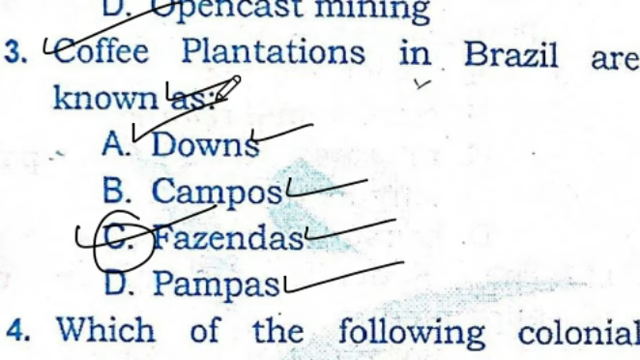 D. Opencast mining
3. Coffee Plantations in Brazil are
known as:
A. Downs
B. Campos
C. Fazendas
D. Pampas
4. Which of the following colonial